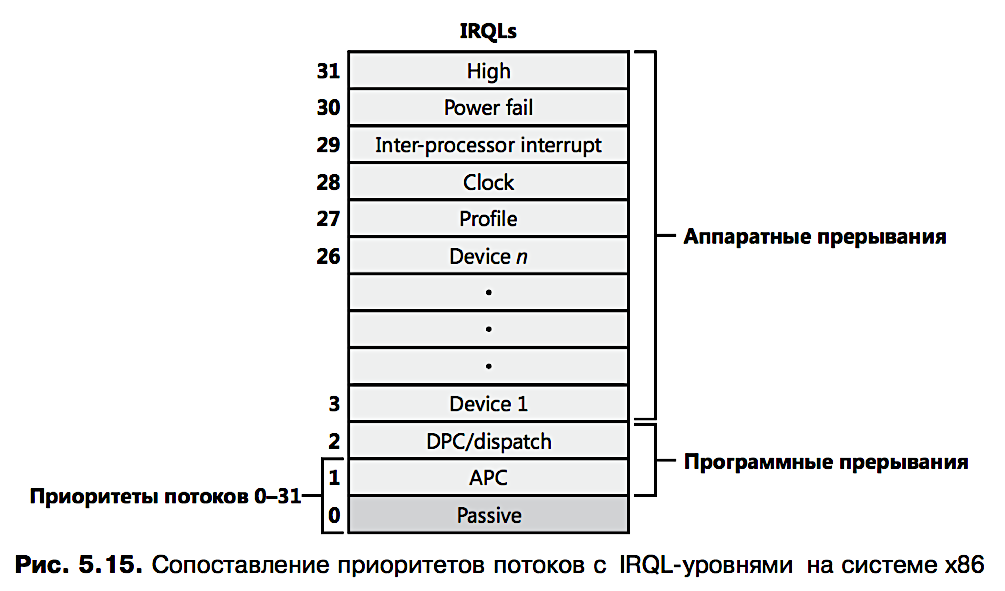 IRQLs
31 High
30 Power fail
29 Inter-processor interrupt
28 Clock
27 Profile
Аппаратные прерывания
26 Device n
•
•
•
3 Device 1
2 DPC/dispatch
Программные прерывания
1 APC
Приоритеты потоков 0–31
0 Passive
Рис. 5.15. Сопоставление приоритетов потоков с IRQL-уровнями на системе x86